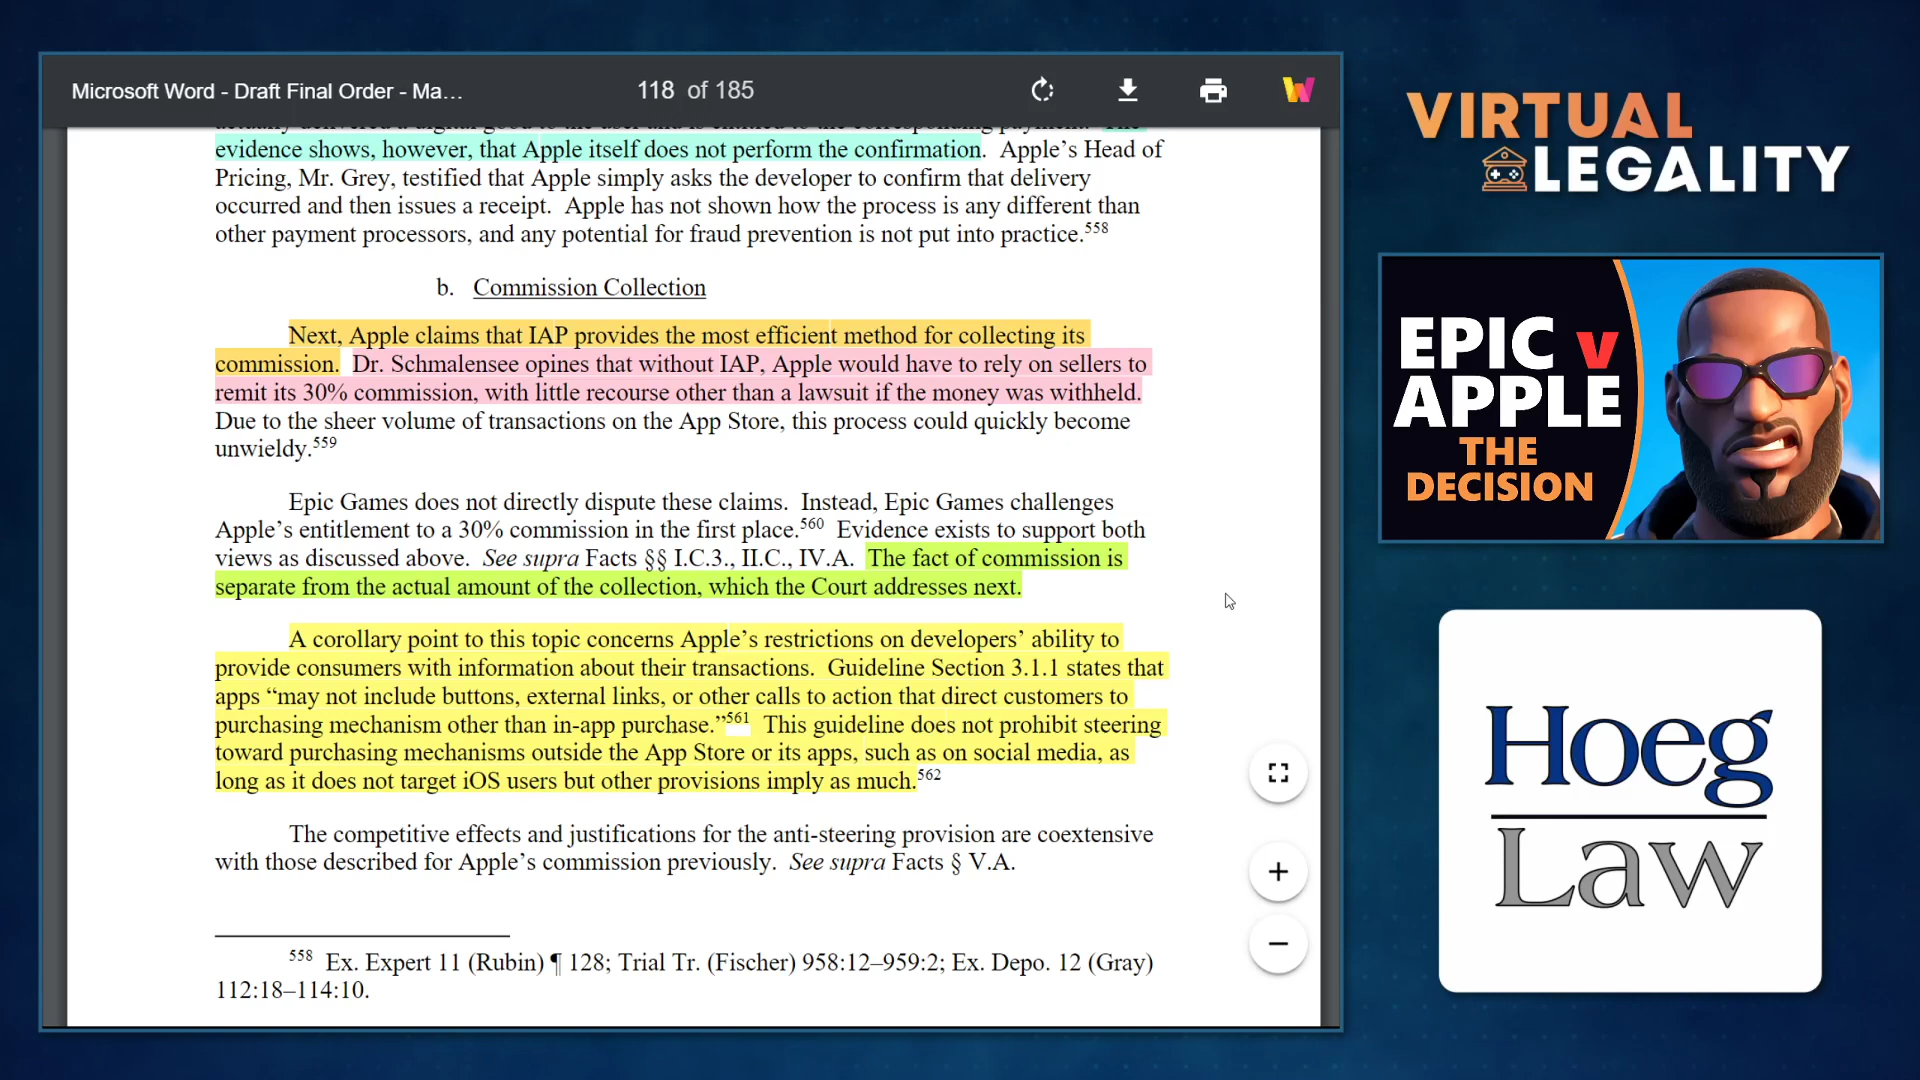 Microsoft Word - Draft Final Order - Ma...
118 of 185
evidence shows, however, that Apple itself does not perform the confirmation. Apple’s Head of
Pricing, Mr. Grey, testified that Apple simply asks the developer to confirm that delivery
occurred and then issues a receipt. Apple has not shown how the process is any different than
other payment processors, and any potential for fraud prevention is not put into practice.558
b. Commission Collection
Next, Apple claims that IAP provides the most efficient method for collecting its
commission. Dr. Schmalensee opines that without IAP, Apple would have to rely on sellers to
remit its 30% commission, with little recourse other than a lawsuit if the money was withheld.
Due to the sheer volume of transactions on the App Store, this process could quickly become
unwieldy.559
Epic Games does not directly dispute these claims. Instead, Epic Games challenges
Apple’s entitlement to a 30% commission in the first place.560 Evidence exists to support both
views as discussed above. See supra Facts §§ I.C.3., II.C., IV.A. The fact of commission is
separate from the actual amount of the collection, which the Court addresses next.
A corollary point to this topic concerns Apple’s restrictions on developers’ ability to
provide consumers with information about their transactions. Guideline Section 3.1.1 states that
apps “may not include buttons, external links, or other calls to action that direct customers to
purchasing mechanism other than in-app purchase.”561 This guideline does not prohibit steering
toward purchasing mechanisms outside the App Store or its apps, such as on social media, as
long as it does not target iOS users but other provisions imply as much.562
The competitive effects and justifications for the anti-steering provision are coextensive
with those described for Apple’s commission previously. See supra Facts § V.A.
558 Ex. Expert 11 (Rubin) ¶ 128; Trial Tr. (Fischer) 958:12–959:2; Ex. Depo. 12 (Gray)
112:18–114:10.
VIRTUAL
LEGALITY
EPIC v
APPLE
THE
DECISION
Hoeg
Law